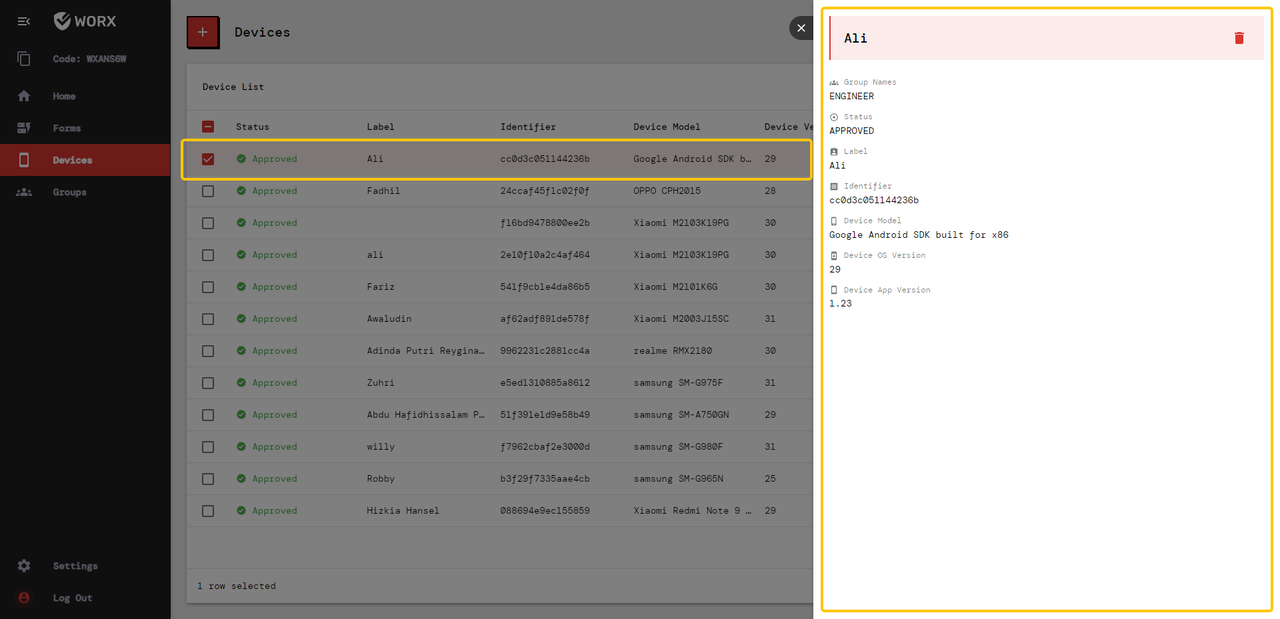 WORX
Code: WXANS6W
Home
Forms
Devices
Groups
Settings
Log Out
+ Devices
Device List
Status Label Identifier Device Model Device Ve
Approved Ali cc0d3c051144236b Google Android SDK b… 29
Approved Fadhil 24ccaf45f1c02f0f OPPO CPH2015 28
Approved f16bd9478800ee2b Xiaomi M2103K19PG 30
Approved ali 2e10f10a2c4af464 Xiaomi M2103K19PG 30
Approved Fariz 541f9cb1e4da86b5 Xiaomi M2101K6G 30
Approved Awaludin af62adf891de578f Xiaomi M2003J15SC 31
Approved Adinda Putri Reygina… 9962231c2881cc4a realme RMX2180 30
Approved Zuhri e5ed1310885a8612 samsung SM-G975F 31
Approved Abdu Hafidhissalam P… 51f391e1d9e58b49 samsung SM-A750GN 29
Approved willy f7962cbaf2e3000d samsung SM-G980F 31
Approved Robby b3f29f7335aae4cb samsung SM-G965N 25
Approved Hizkia Hansel 088694e9ec155859 Xiaomi Redmi Note 9 … 29
1 row selected
Ali
Group Names
ENGINEER
Status
APPROVED
Label
Ali
Identifier
cc0d3c051144236b
Device Model
Google Android SDK built for x86
Device OS Version
29
Device App Version
1.23